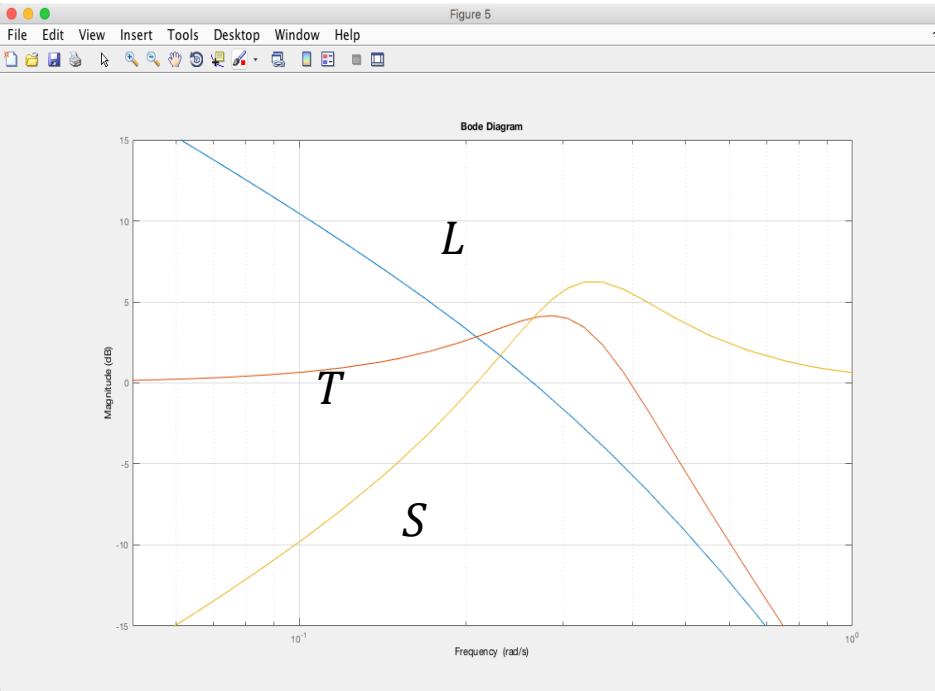 Figure 5
File Edit View Insert Tools Desktop Window Help
Bode Diagram
15
10
5
0
-5
-10
-15
Magnitude (dB)
L
T
S
10^-1
10^0
Frequency (rad/s)